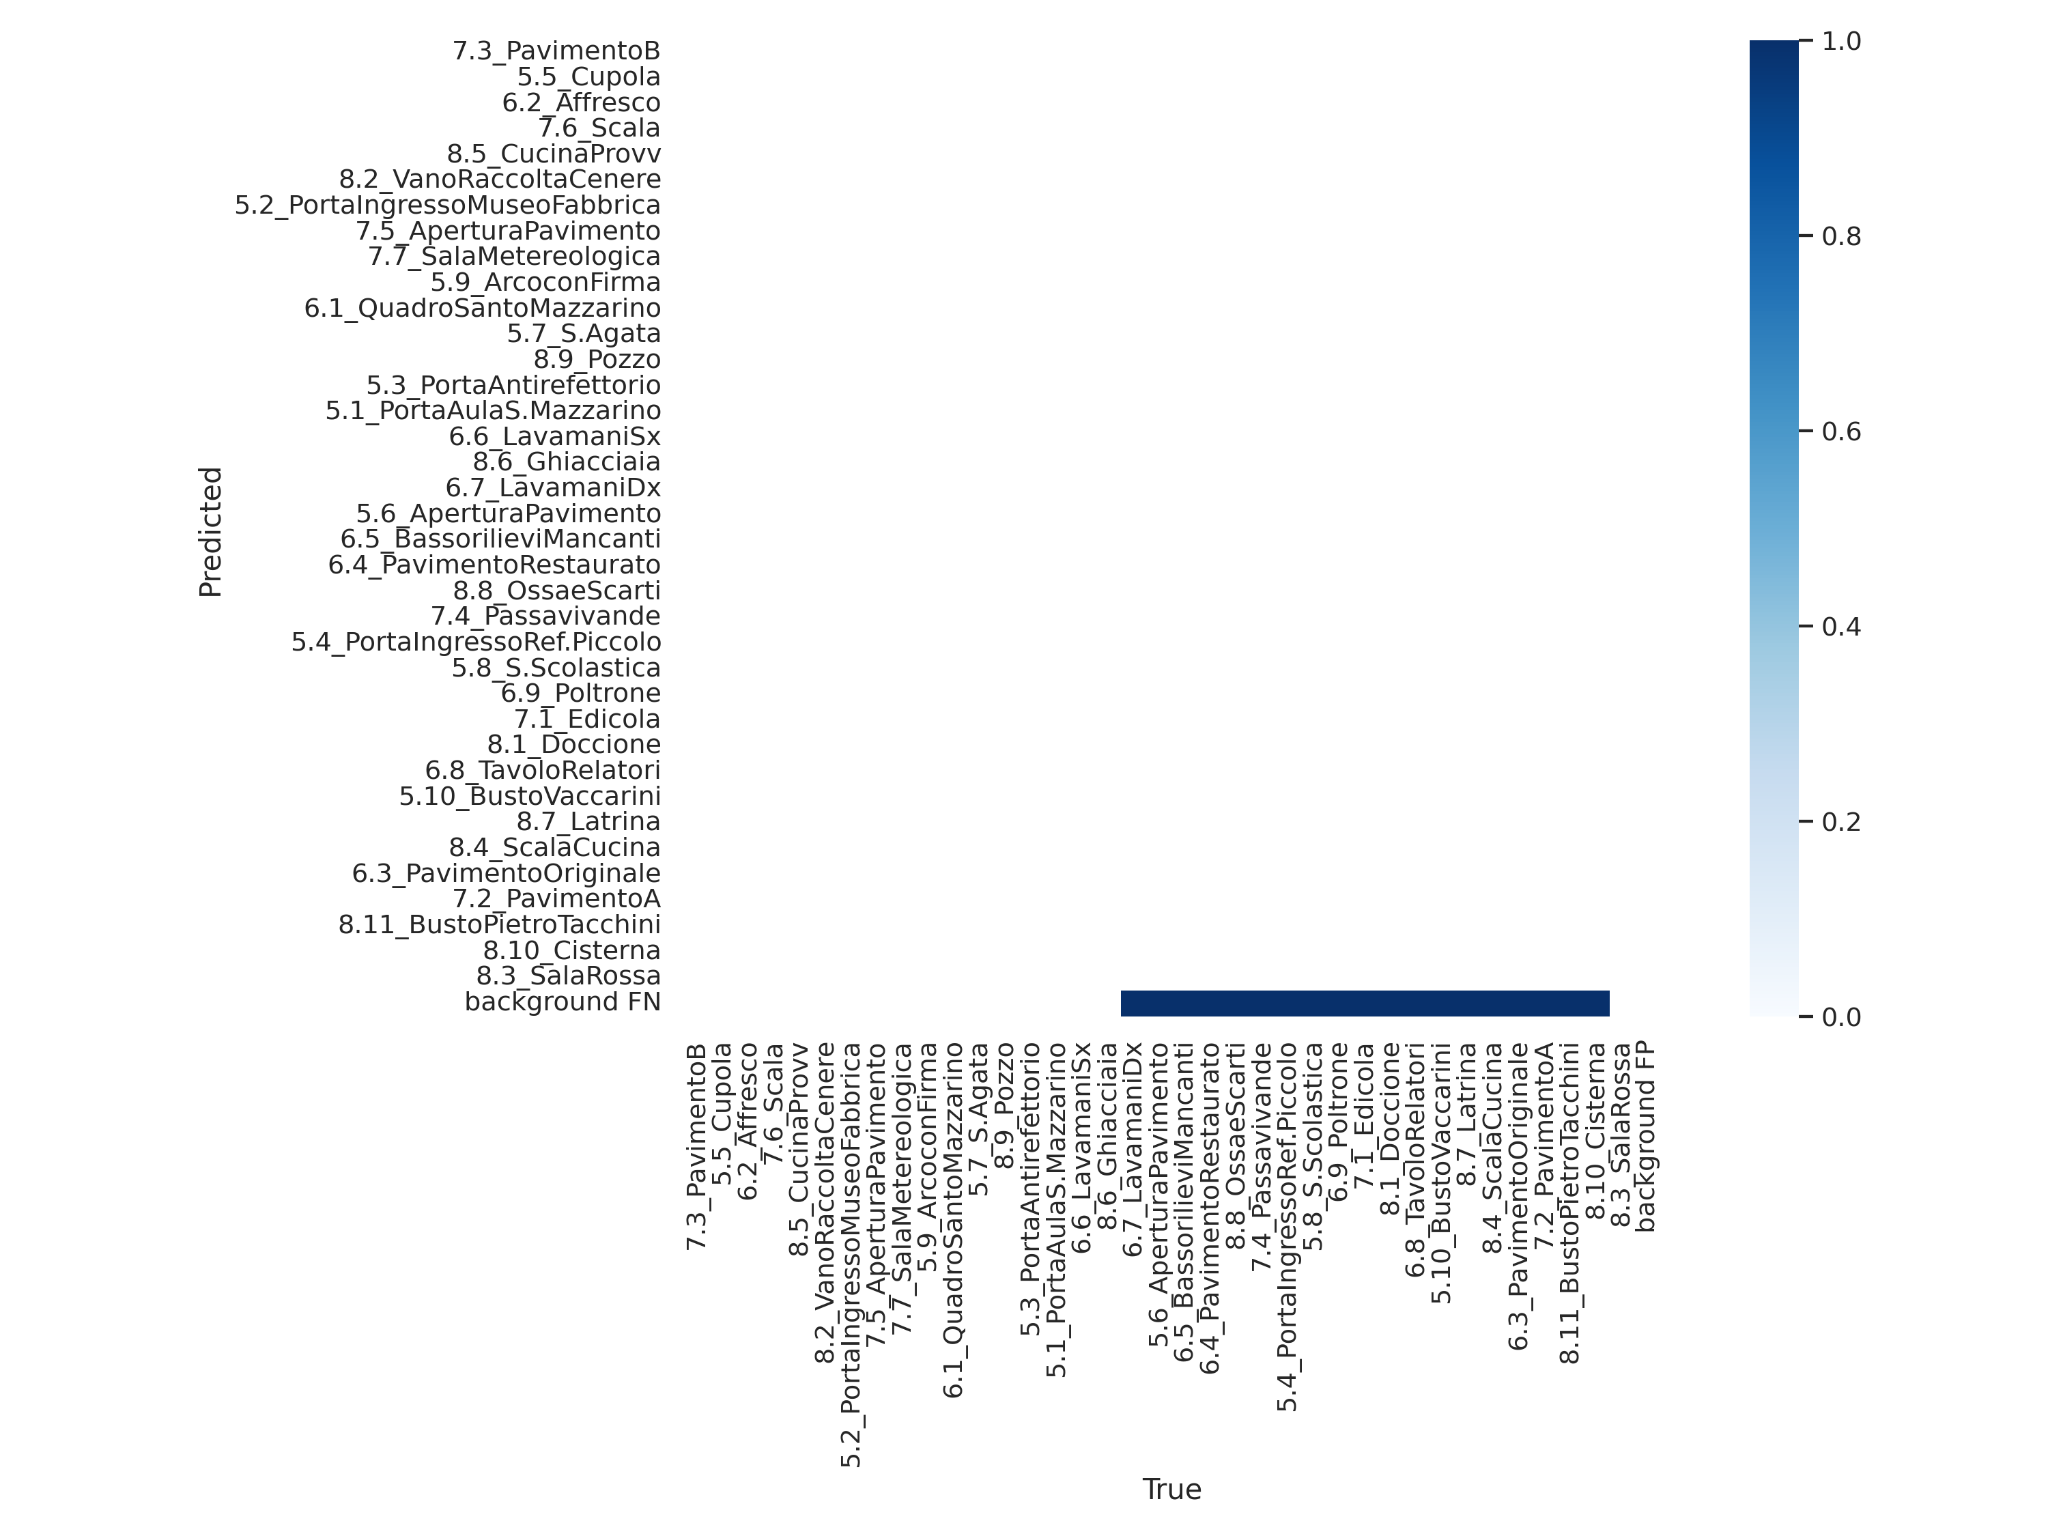 7.3_PavimentoB
5.5_Cupola
6.2_Affresco
7.6_Scala
8.5_CucinaProvv
8.2_VanoRaccoltaCenere
5.2_PortaIngressoMuseoFabbrica
7.5_AperturaPavimento
7.7_SalaMetereologica
5.9_ArcoconFirma
6.1_QuadroSantoMazzarino
5.7_S.Agata
8.9_Pozzo
5.3_PortaAntirefettorio
5.1_PortaAulaS.Mazzarino
6.6_LavamaniSx
8.6_Ghiacciaia
6.7_LavamaniDx
5.6_AperturaPavimento
6.5_BassorilieviMancanti
6.4_PavimentoRestaurato
8.8_OssaeScarti
7.4_Passavivande
5.4_PortaIngressoRef.Piccolo
5.8_S.Scolastica
6.9_Poltrone
7.1_Edicola
8.1_Doccione
6.8_TavoloRelatori
5.10_BustoVaccarini
8.7_Latrina
8.4_ScalaCucina
6.3_PavimentoOriginale
7.2_PavimentoA
8.11_BustoPietroTacchini
8.10_Cisterna
8.3_SalaRossa
background FN
Predicted
7.3_PavimentoB
5.5_Cupola
6.2_Affresco
7.6_Scala
8.5_CucinaProvv
8.2_VanoRaccoltaCenere
5.2_PortaIngressoMuseoFabbrica
7.5_AperturaPavimento
7.7_SalaMetereologica
5.9_ArcoconFirma
6.1_QuadroSantoMazzarino
5.7_S.Agata
8.9_Pozzo
5.3_PortaAntirefettorio
5.1_PortaAulaS.Mazzarino
6.6_LavamaniSx
8.6_Ghiacciaia
6.7_LavamaniDx
5.6_AperturaPavimento
6.5_BassorilieviMancanti
6.4_PavimentoRestaurato
8.8_OssaeScarti
7.4_Passavivande
5.4_PortaIngressoRef.Piccolo
5.8_S.Scolastica
6.9_Poltrone
7.1_Edicola
8.1_Doccione
6.8_TavoloRelatori
5.10_BustoVaccarini
8.7_Latrina
8.4_ScalaCucina
6.3_PavimentoOriginale
7.2_PavimentoA
8.11_BustoPietroTacchini
8.10_Cisterna
8.3_SalaRossa
background FP
True
1.0
0.8
0.6
0.4
0.2
0.0